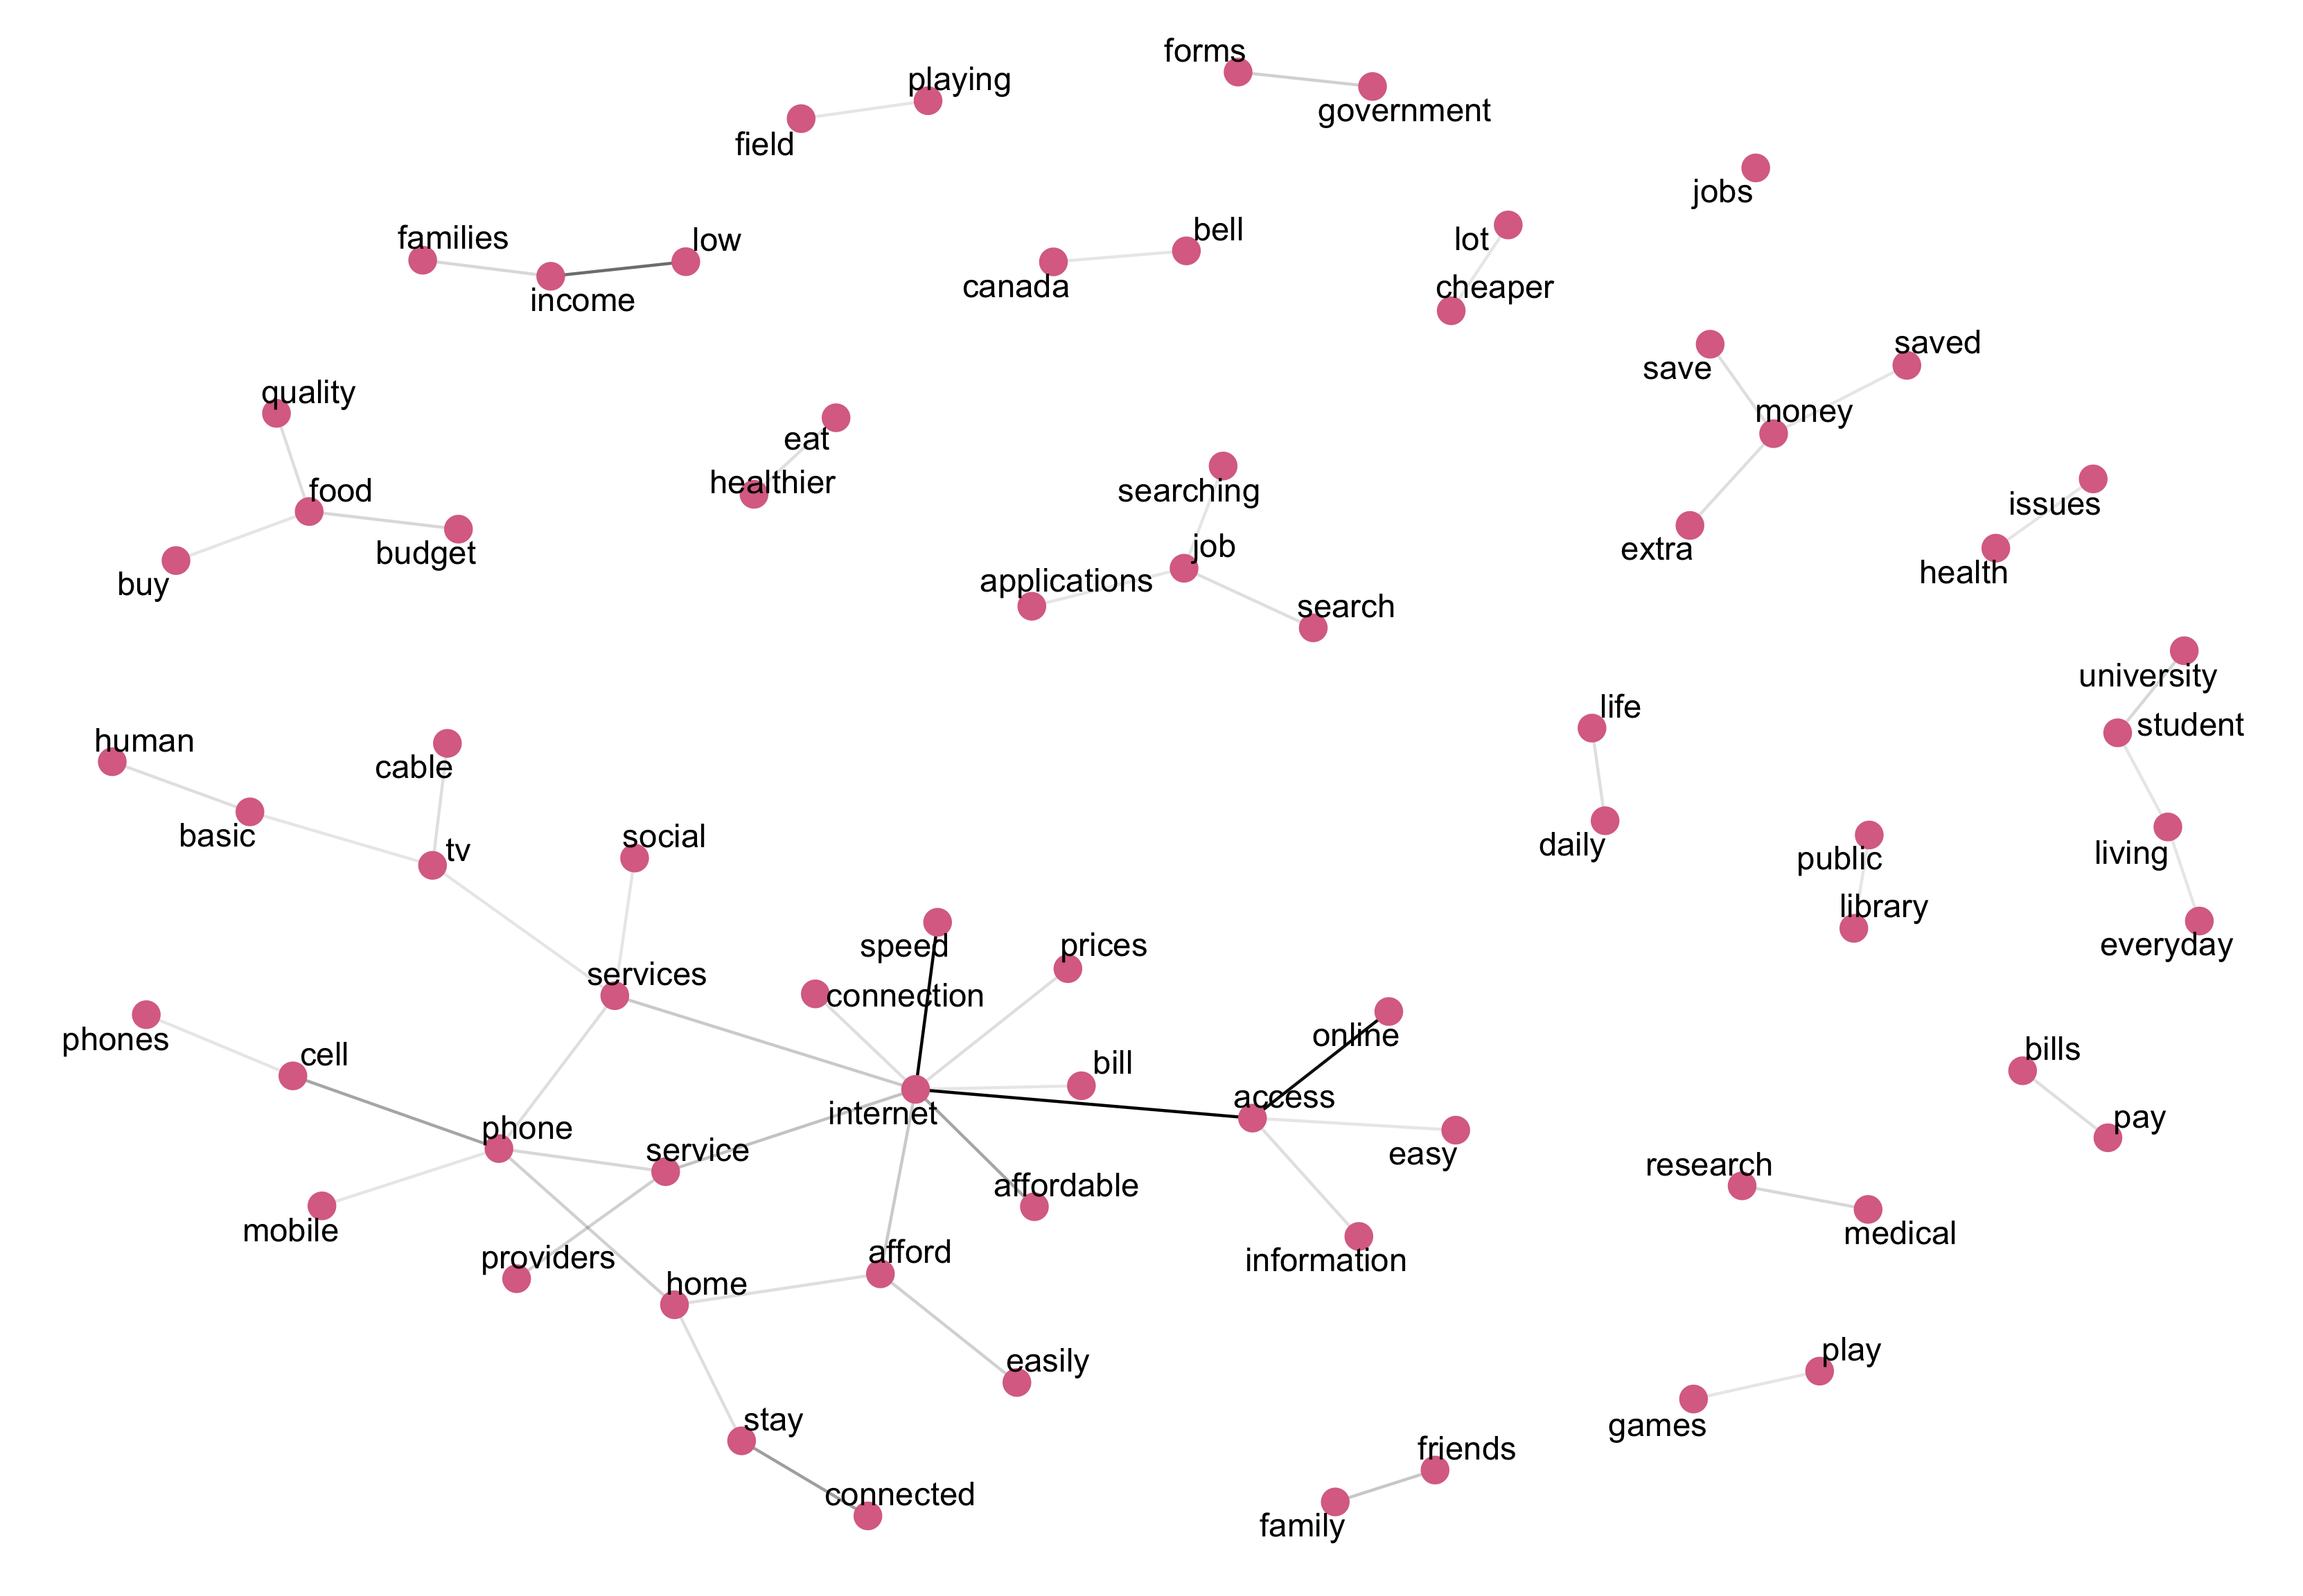 forms
playing
government
field
jobs
bell
families
low
lot
canada
cheaper
income
saved
save
quality
money
eat
healthier
food
searching
issues
job
extra
budget
health
applications
buy
search
university
life
student
human
cable
social
daily
basic
tv
living
public
library
speed
prices
everyday
services
connection
online
phones
bills
cell
bill
access
internet
pay
phone
service
easy
research
affordable
mobile
medical
afford
providers
information
home
play
easily
stay
games
friends
connected
family